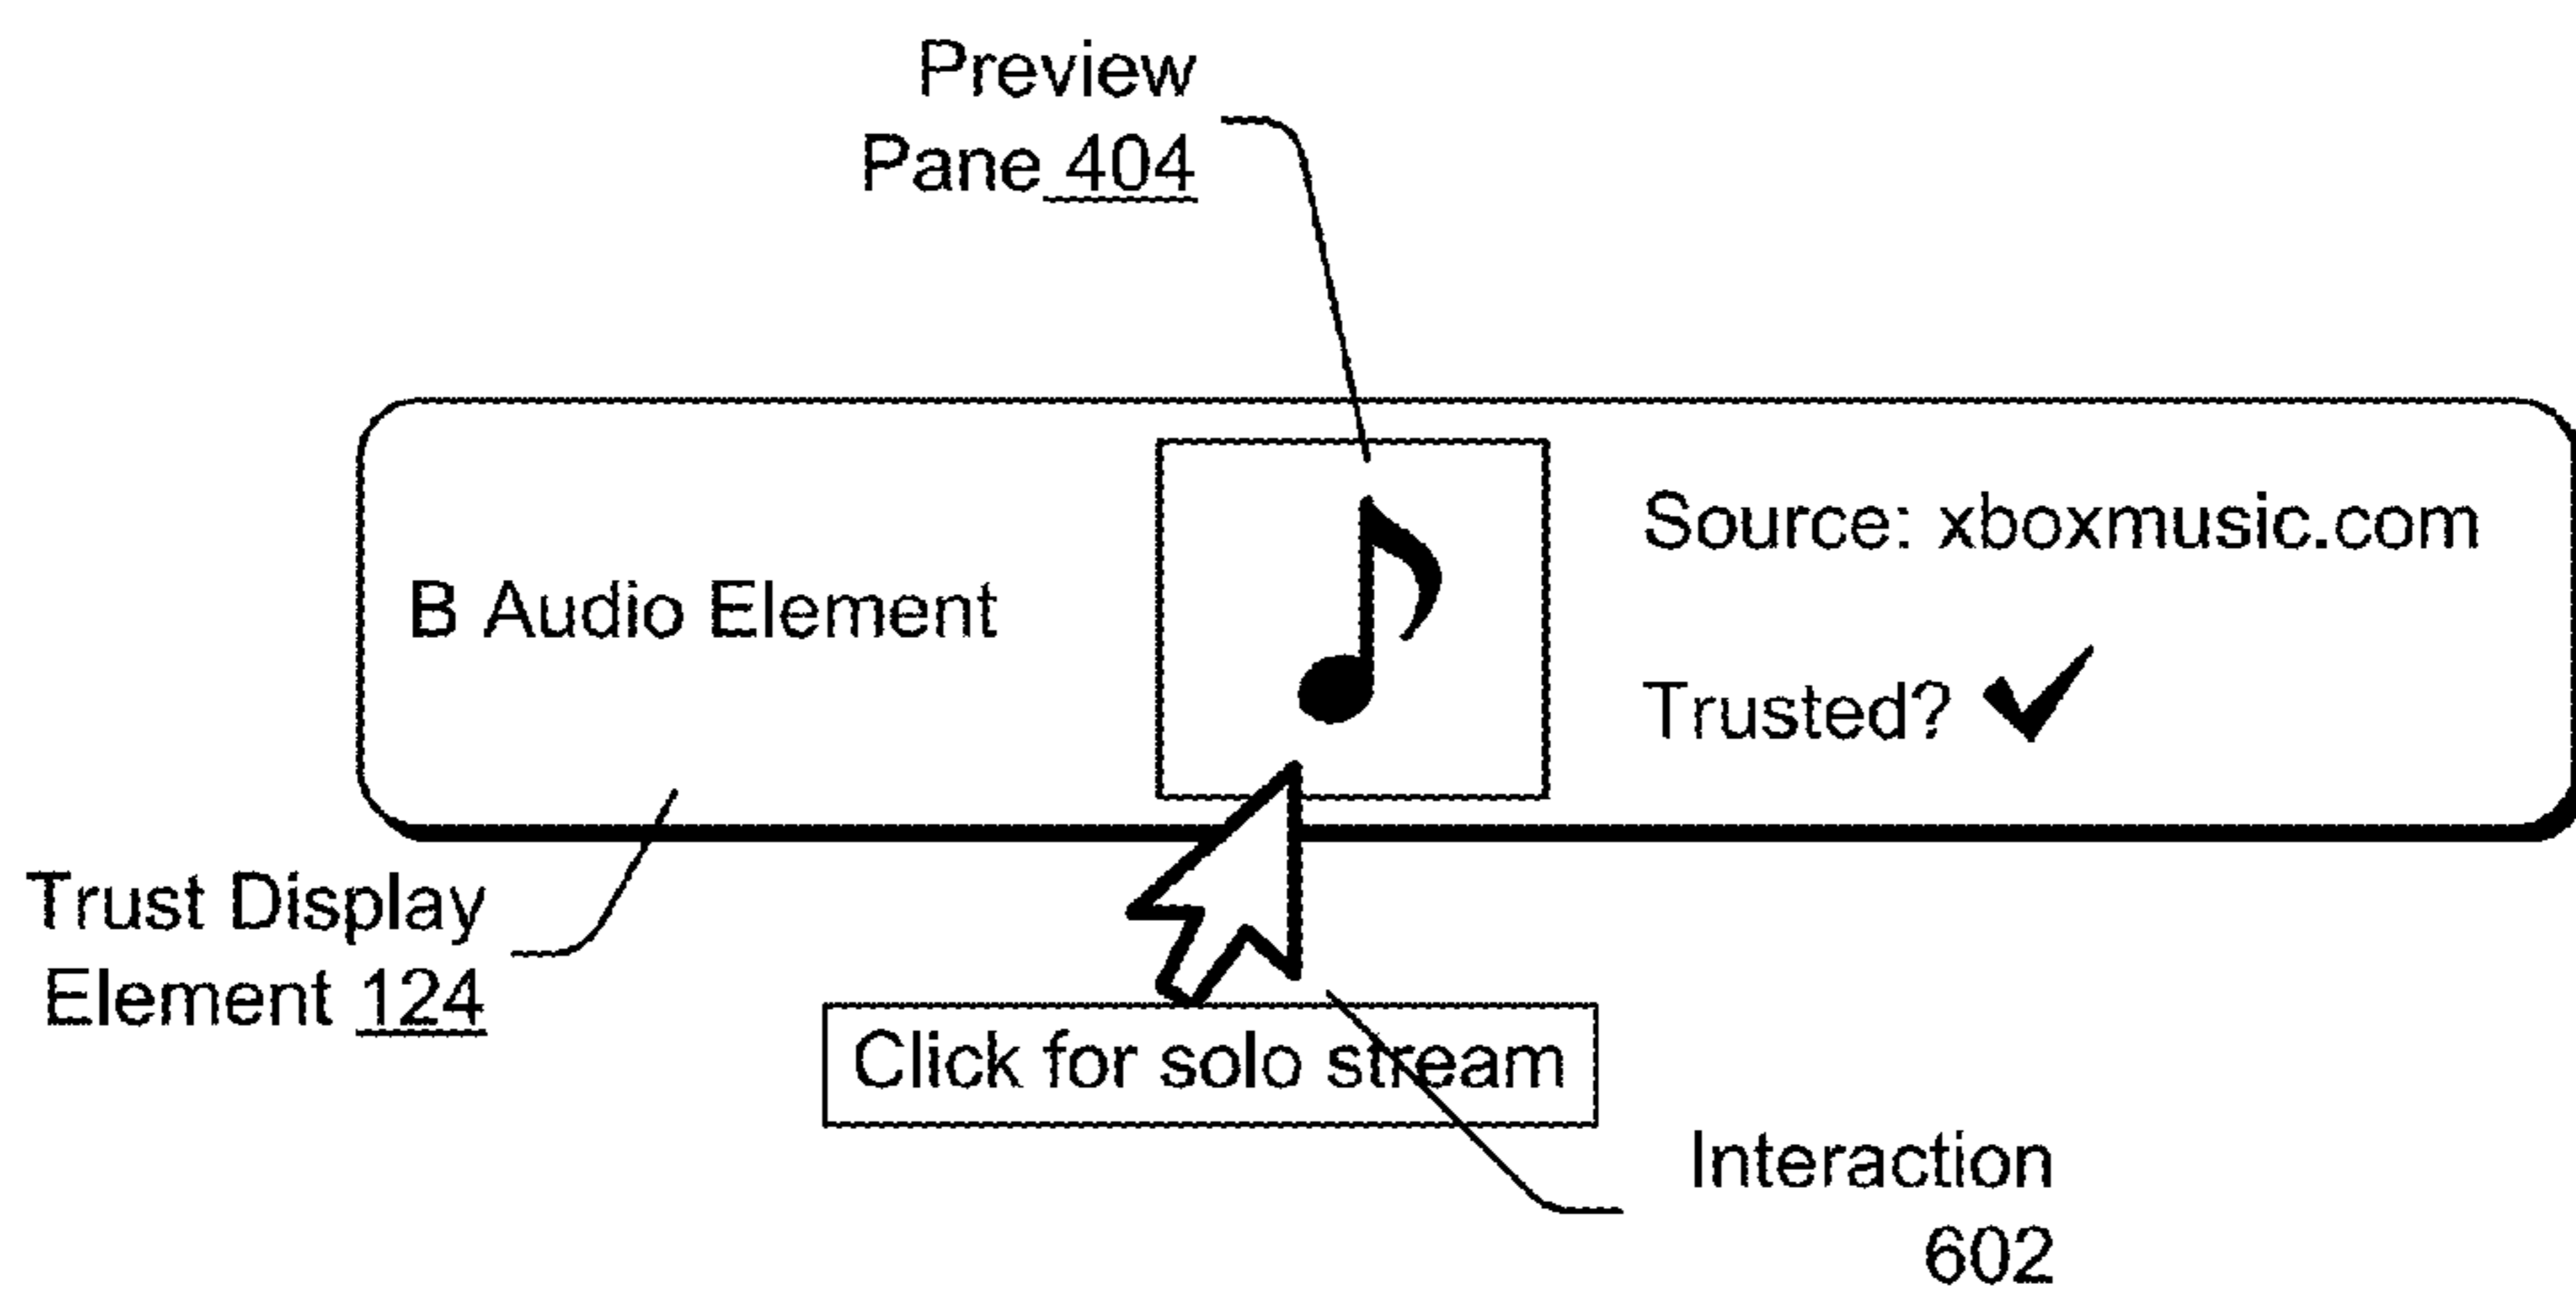 Preview
Pane 404
B Audio Element
Source: xboxmusic.com
Trusted?
Trust Display
Element 124
Click for solo stream
Interaction
602